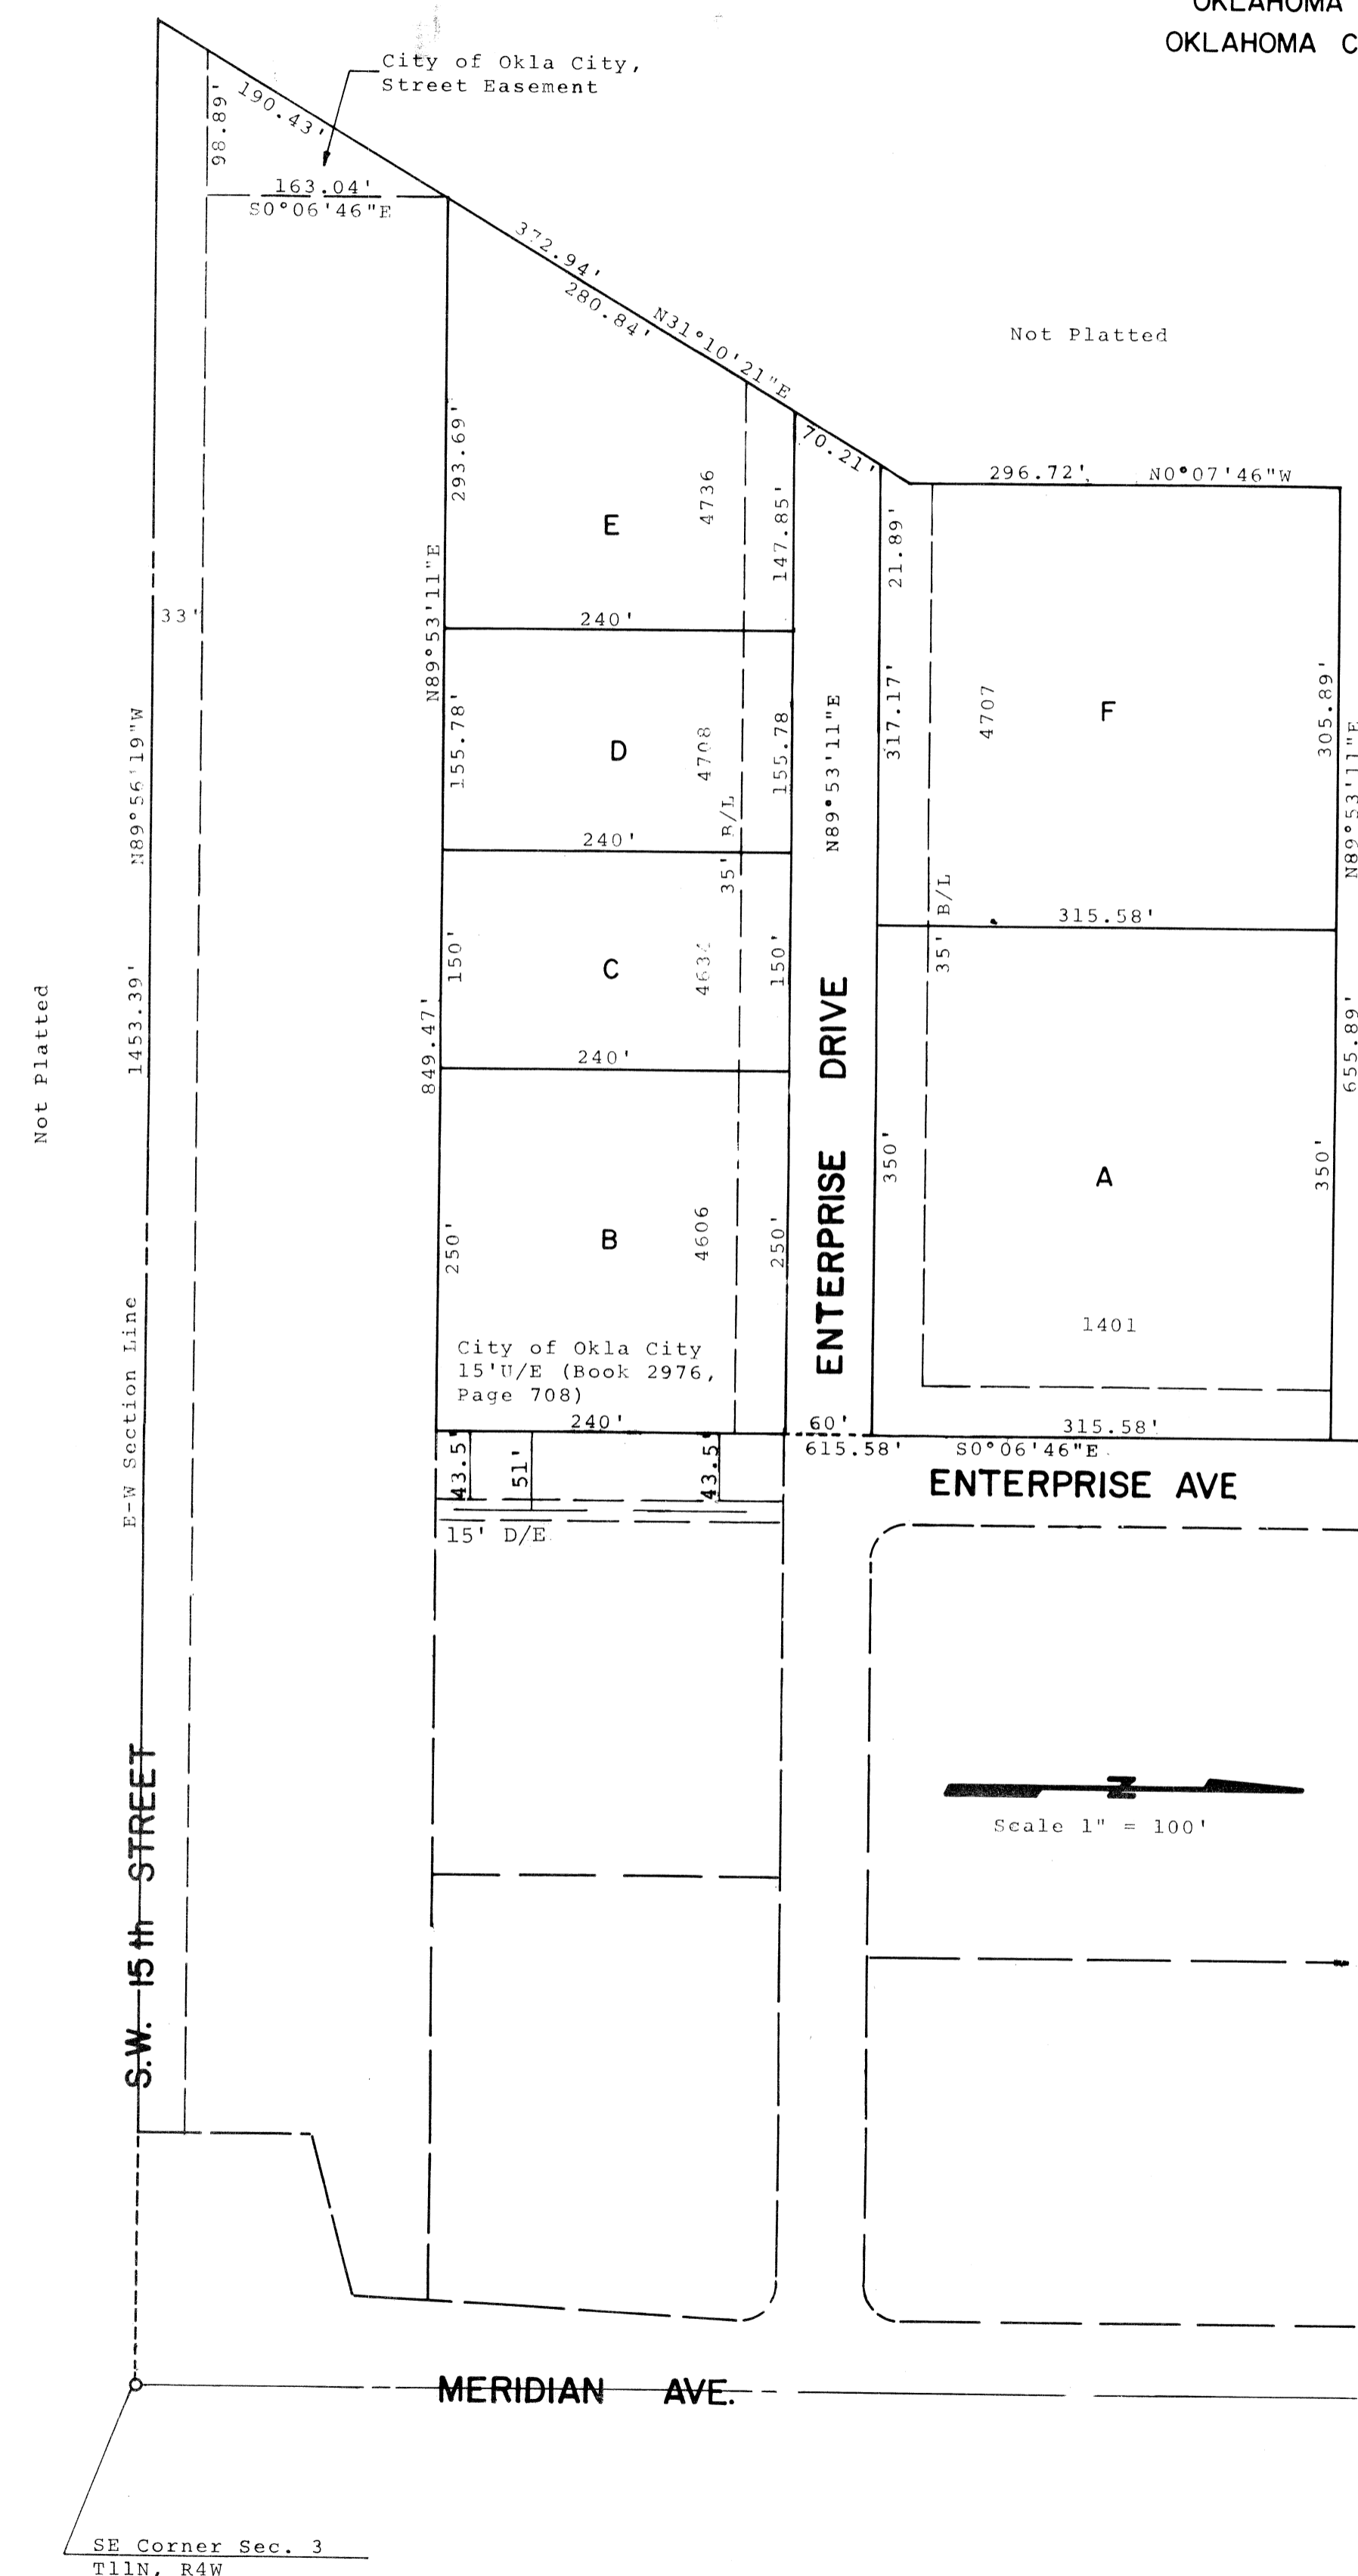 OKLAHOMA
OKLAHOMA C
City of Okla City,
Street Easement
98.89'
190.43'
163.04'
S0°06'46"E
372.94'
280.84'
N31°10'21"E
Not Platted
70.21'
296.72', N0°07'46"W
293.69'
4736
147.85'
21.89'
E
N89°53'11"E
33'
240'
N89°56'19"W
155.78'
D
4708
155.78
N89°53'11"E
317.17'
4707
F
305.89'
N89°53'11"E
35' B/L
240'
35' B/L
315.58'
Not Platted
1453.39'
849.47'
150'
C
150'
655.89'
240'
ENTERPRISE DRIVE
350'
A
350'
250'
B
4606
250'
E-W Section Line
1401
City of Okla City
15'U/E (Book 2976,
Page 708)
240'
60'
315.58'
615.58'
S0°06'46"E
43.5'
51'
43.5'
ENTERPRISE AVE
15' D/E
S.W. 15th STREET
N
Scale 1" = 100'
MERIDIAN AVE.
SE Corner Sec. 3
T11N, R4W